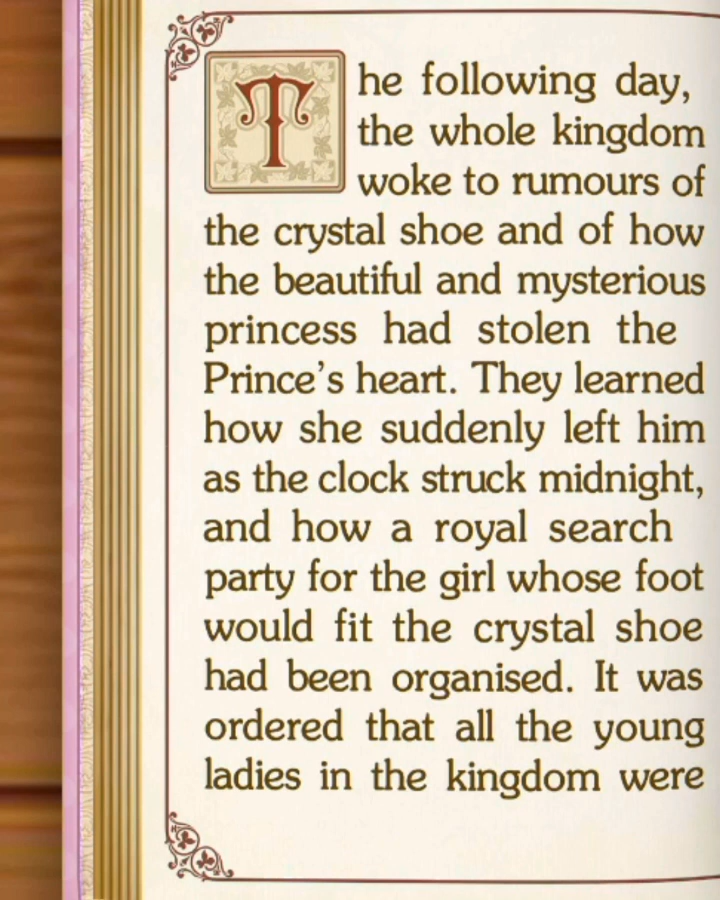 The following day,
the whole kingdom
woke to rumours of
the crystal shoe and of how
the beautiful and mysterious
princess had stolen the
Prince's heart. They learned
how she suddenly left him
as the clock struck midnight,
and how a royal search
party for the girl whose foot
would fit the crystal shoe
had been organised. It was
ordered that all the young
ladies in the kingdom were